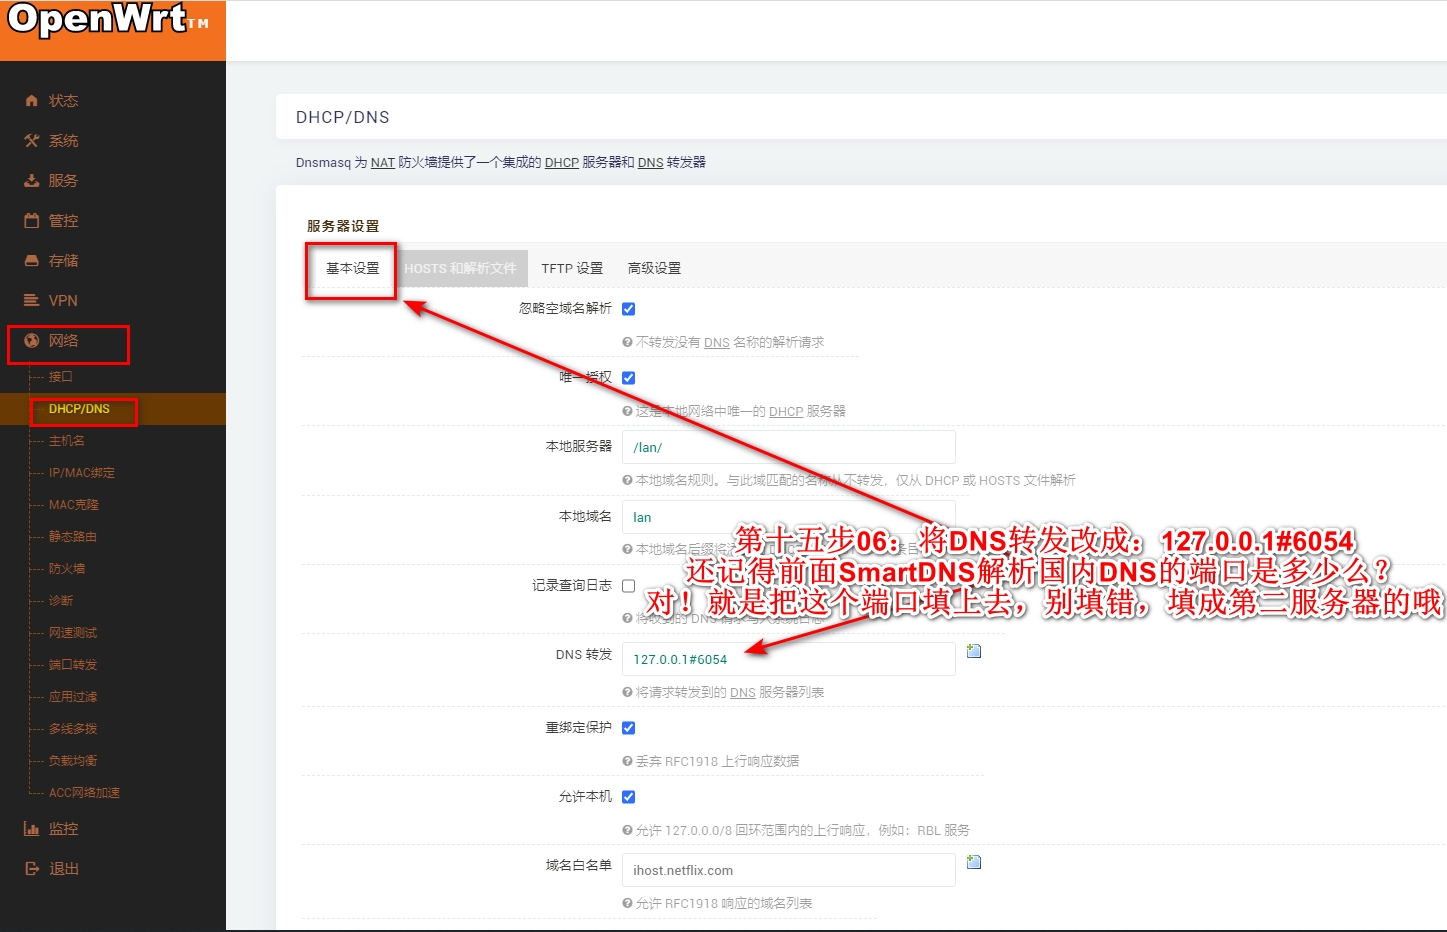 OpenWrt™
状态
系统
服务
管控
存储
VPN
网络
接口
DHCP/DNS
主机名
IP/MAC绑定
MAC克隆
静态路由
防火墙
诊断
网速测试
端口转发
应用过滤
多线多拨
负载均衡
ACC网络加速
监控
退出
DHCP/DNS
Dnsmasq 为 NAT 防火墙提供了一个集成的 DHCP 服务器和 DNS 转发器
服务器设置
基本设置 HOSTS 和解析文件 TFTP 设置 高级设置
忽略空域名解析
不转发没有 DNS 名称的解析请求
唯一授权
这是本地网络中唯一的 DHCP 服务器
本地服务器 /lan/
本地域名规则。与此域匹配的名称从不转发，仅从 DHCP 或 HOSTS 文件解析
本地域名 lan
第十五步06：将DNS转发改成：127.0.0.1#6054
本地域名后缀将
还记得前面SmartDNS解析国内DNS的端口是多少么？
记录查询日志
对！就是把这个端口填上去，别填错，填成第二服务器的哦
将收到的 DNS 请求写入系统日志
DNS 转发 127.0.0.1#6054
将请求转发到的 DNS 服务器列表
重绑定保护
丢弃 RFC1918 上行响应数据
允许本机
允许 127.0.0.0/8 回环范围内的上行响应，例如：RBL 服务
域名白名单 ihost.netflix.com
允许 RFC1918 响应的域名列表